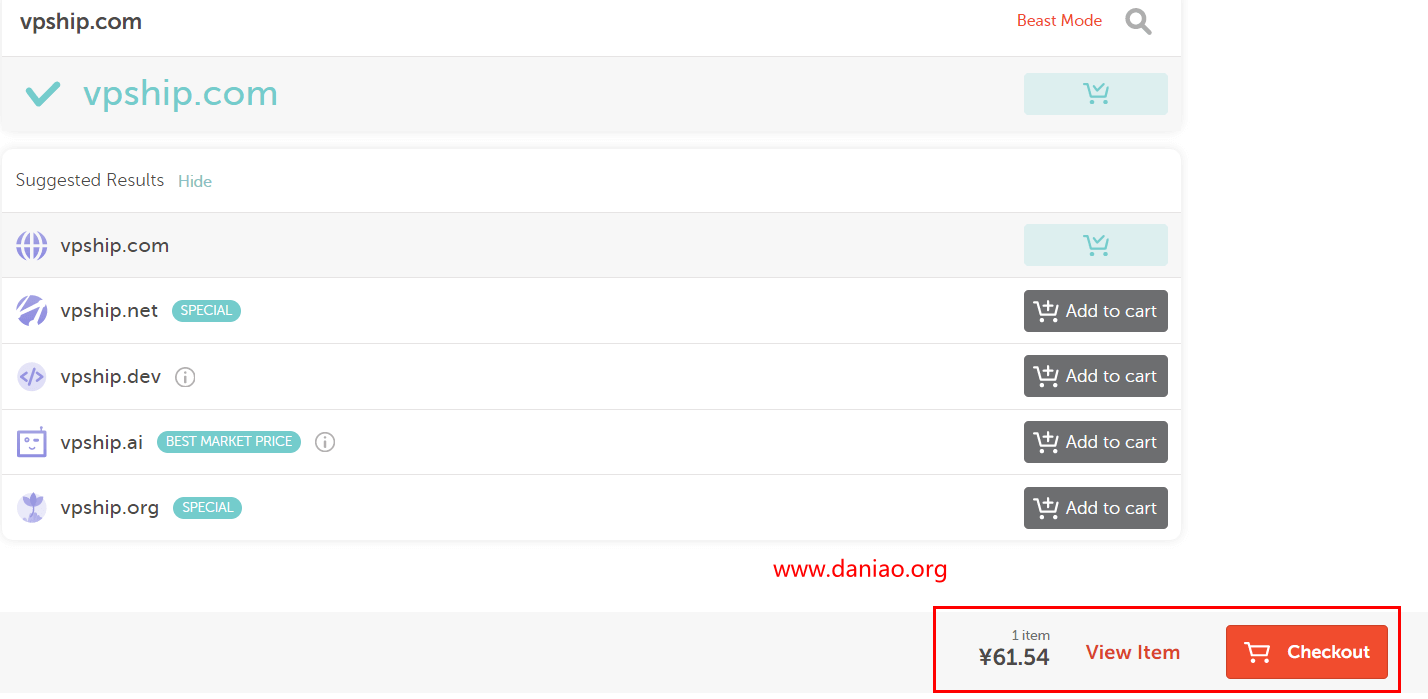 vpship.com
Beast Mode
vpship.com
Suggested Results Hide
vpship.com
vpship.net SPECIAL Add to cart
vpship.dev Add to cart
vpship.ai BEST MARKET PRICE Add to cart
vpship.org SPECIAL Add to cart
www.daniao.org
1 item
¥61.54
View Item
Checkout